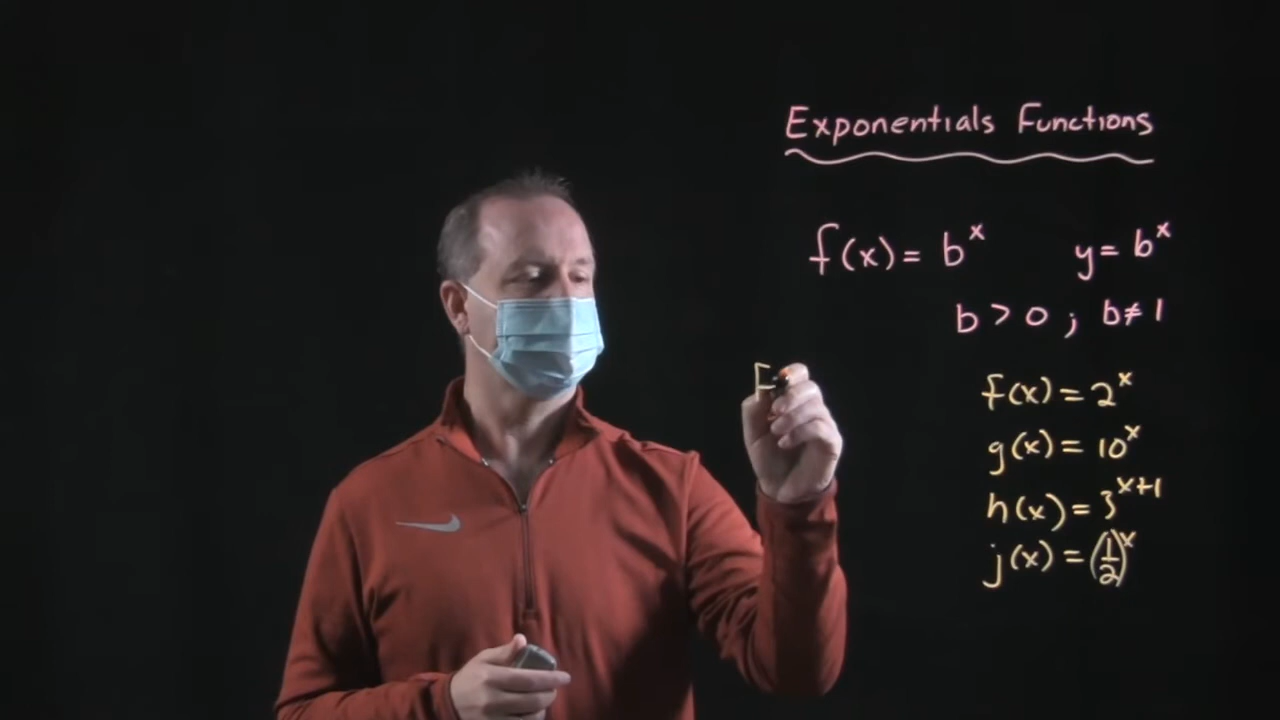 Exponentials Functions
f(x) = b^x    y = b^x
b > 0 ; b ≠ 1
f(x) = 2^x
g(x) = 10^x
h(x) = 3^(x+1)
j(x) = (1/2)^x